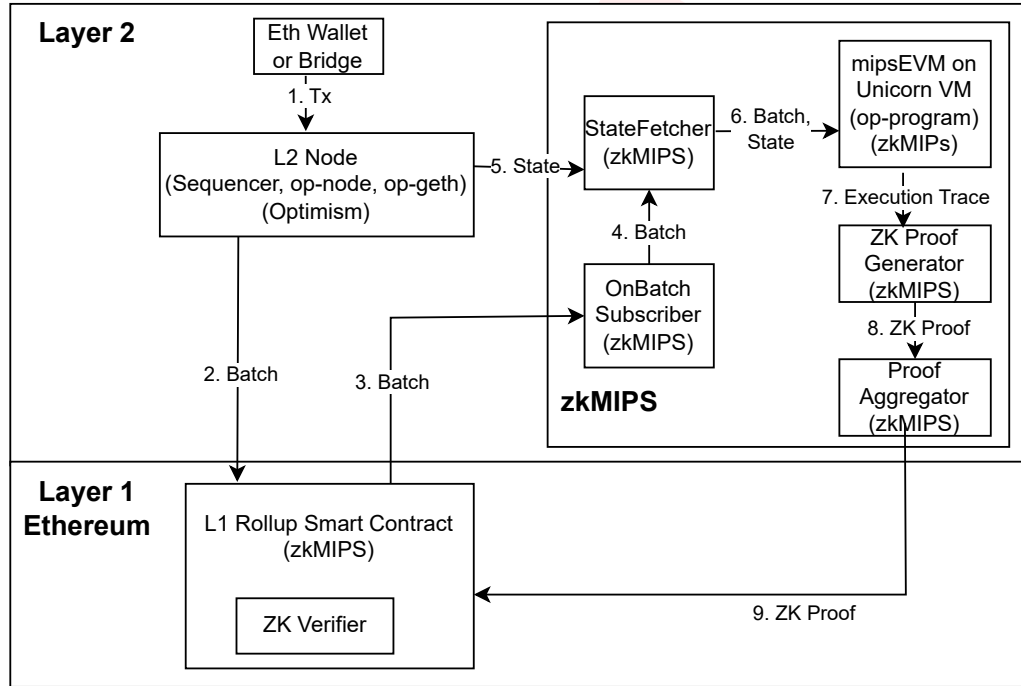 Layer 2
Eth Wallet
or Bridge
1. Tx
L2 Node
(Sequencer, op-node, op-geth)
(Optimism)
5. State
StateFetcher
(zkMIPS)
6. Batch,
State
mipsEVM on
Unicorn VM
(op-program)
(zkMIPs)
7. Execution Trace
4. Batch
ZK Proof
Generator
(zkMIPS)
OnBatch
Subscriber
(zkMIPS)
8. ZK Proof
2. Batch
3. Batch
Proof
Aggregator
(zkMIPS)
zkMIPS
Layer 1
Ethereum
L1 Rollup Smart Contract
(zkMIPS)
ZK Verifier
9. ZK Proof